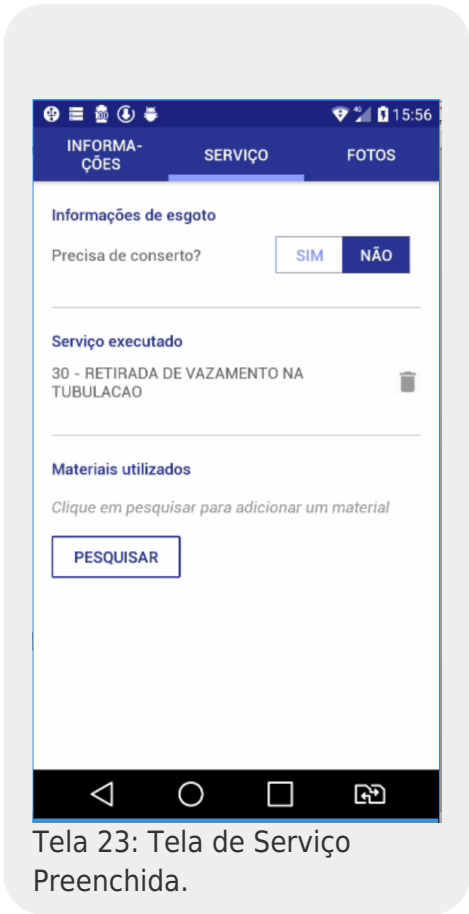 15:56
INFORMA-
ÇÕES
SERVIÇO
FOTOS
Informações de esgoto
Precisa de conserto?
SIM
NÃO
Serviço executado
30 - RETIRADA DE VAZAMENTO NA
TUBULACAO
Materiais utilizados
Clique em pesquisar para adicionar um material
PESQUISAR
Tela 23: Tela de Serviço
Preenchida.